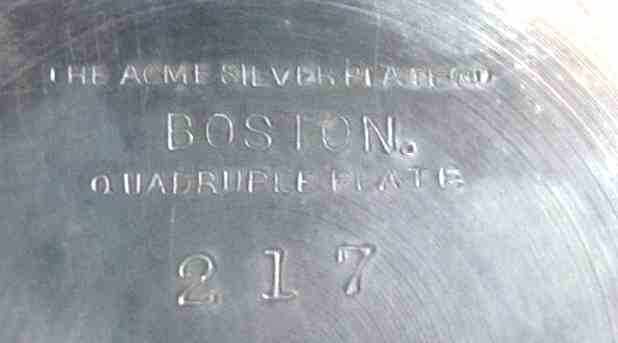 THE ACME SILVER PLATE CO
BOSTON.
QUADRUPLE PLATE
217